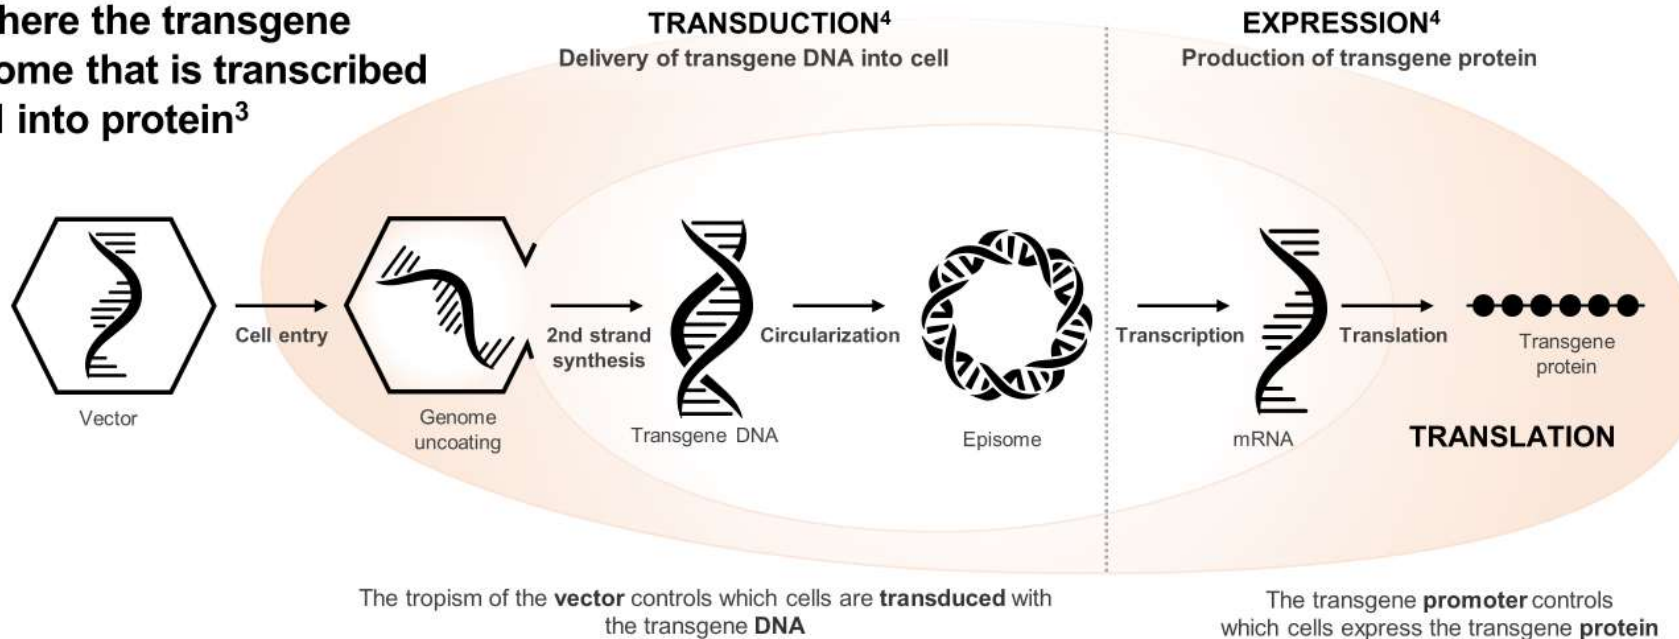 here the transgene
ome that is transcribed
into protein³
TRANSDUCTION⁴
Delivery of transgene DNA into cell
EXPRESSION⁴
Production of transgene protein
Vector
Cell entry
Genome
uncoating
2nd strand
synthesis
Transgene DNA
Circularization
Episome
Transcription
mRNA
Translation
Transgene
protein
TRANSLATION
The tropism of the vector controls which cells are transduced with
the transgene DNA
The transgene promoter controls
which cells express the transgene protein